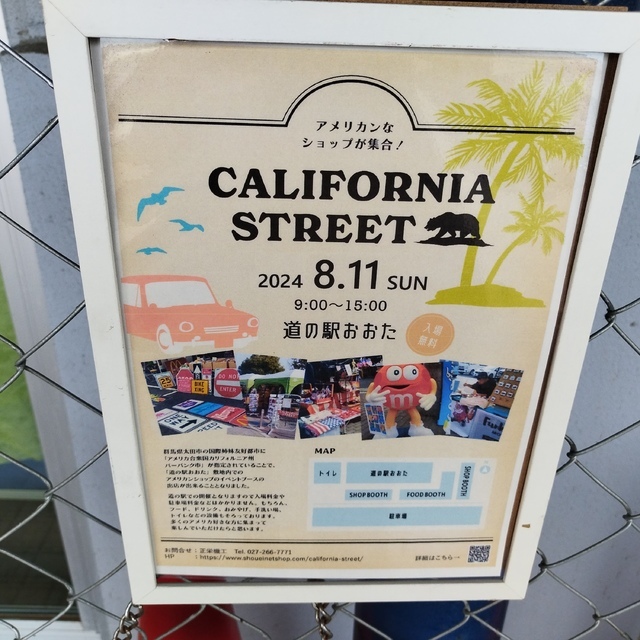 アメリカンな
ショップが集合！
CALIFORNIA
STREET
2024 8.11 SUN
9:00〜15:00
道の駅おおた
入場
無料
DO NOT
ENTER
m
群馬県太田市の国際姉妹友好都市に
「アメリカ合衆国カリフォルニア州
バーバンク市」が指定されていることで、
「道の駅おおた」敷地内での
アメリカンショップのイベントブースの
出店が出来ることとなりました。
道の駅での開催となりますので入場料金や
駐車場料金などはかかりません。もちろん、
フード、ドリンク、おみやげ、手洗い場、
トイレなどの設備もそろっております。
多くのアメリカ好きな方に集まって
楽しんでいただけたらと思います。
MAP
トイレ
道の駅おおた
SHOP BOOTH
FOOD BOOTH
SHOP BOOTH
駐車場
お問合せ：正栄機工 Tel. 027-266-7771
HP ：https://www.shoueinetshop.com/california-street/
詳細はこちら→